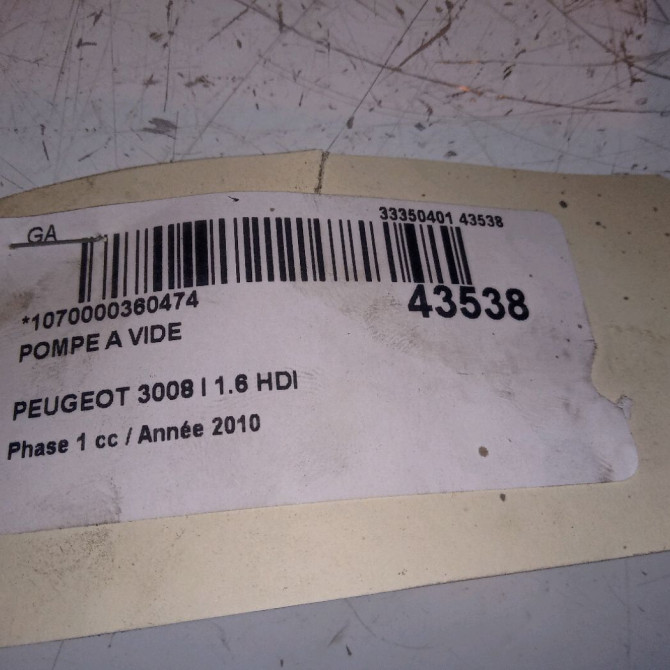 GA
33350401 43538
*1070000360474
43538
POMPE A VIDE
PEUGEOT 3008 I 1.6 HDI
Phase 1 cc / Année 2010